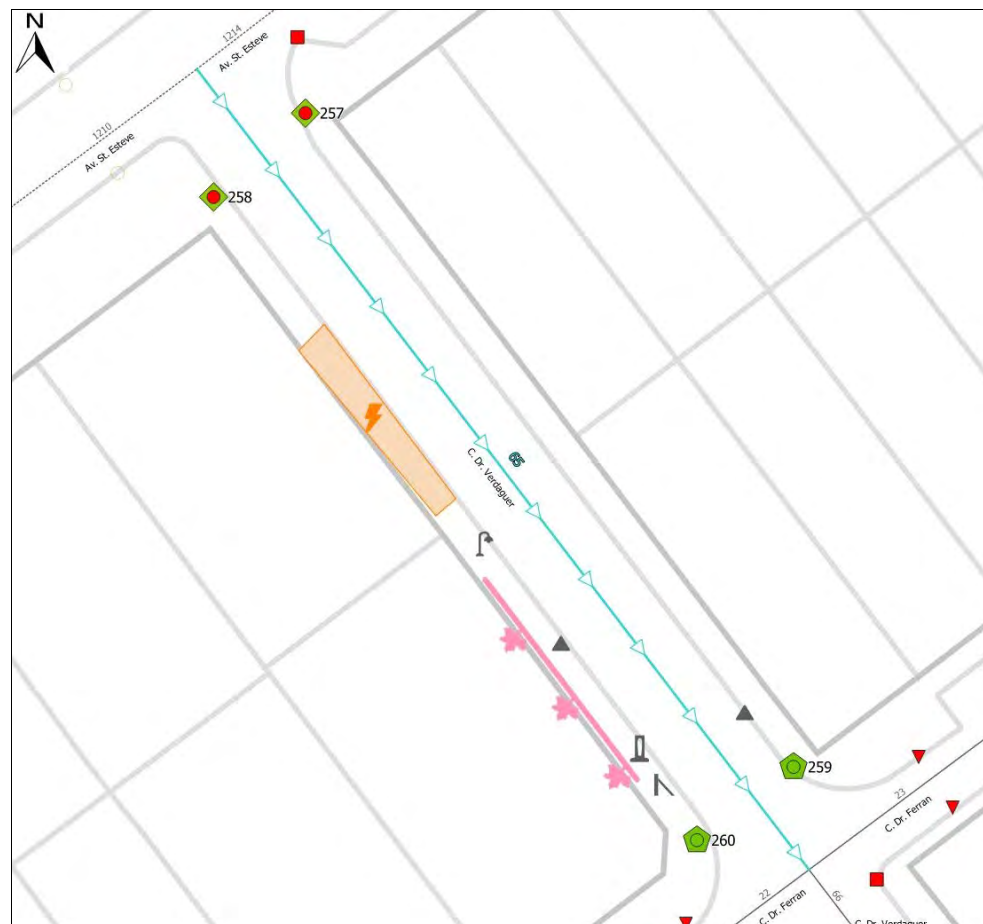 N
1214
Av. St. Esteve
1210
Av. St. Esteve
257
258
65
C. Dr. Verdaguer
259
23
C. Dr. Ferran
260
22
C. Dr. Ferran
66
C. Dr. Verdaguer